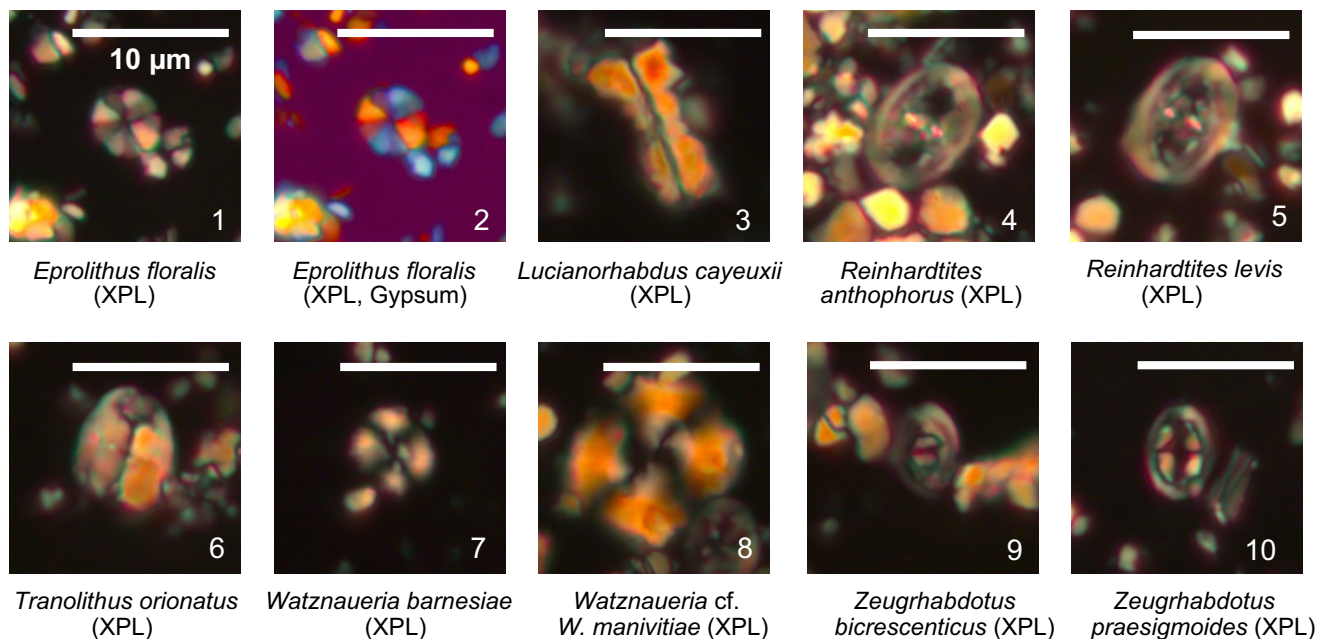 10 µm
1
2
3
4
5
Eprolithus floralis
(XPL)
Eprolithus floralis
(XPL, Gypsum)
Lucianorhabdus cayeuxii
(XPL)
Reinhardtites
anthophorus (XPL)
Reinhardtites levis
(XPL)
6
7
8
9
10
Tranolithus orionatus
(XPL)
Watznaueria barnesiae
(XPL)
Watznaueria cf.
W. manivitiae (XPL)
Zeugrhabdotus
bicrescenticus (XPL)
Zeugrhabdotus
praesigmoides (XPL)